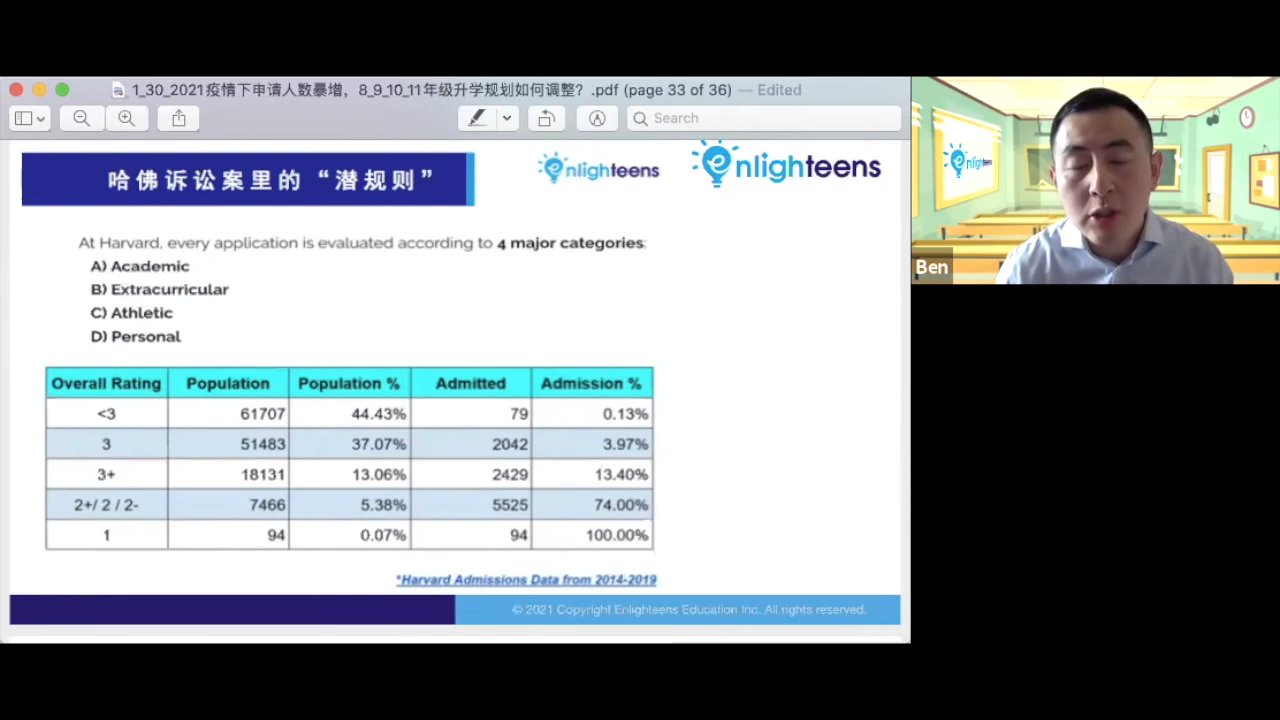 1_30_2021疫情下申请人数暴增，8_9_10_11年级升学规划如何调整？.pdf (page 33 of 36) — Edited
Search
哈佛诉讼案里的“潜规则”
enlighteens
enlighteens
At Harvard, every application is evaluated according to 4 major categories:
A) Academic
B) Extracurricular
C) Athletic
D) Personal
Overall Rating Population Population % Admitted Admission %
<3 61707 44.43% 79 0.13%
3 51483 37.07% 2042 3.97%
3+ 18131 13.06% 2429 13.40%
2+/ 2 / 2- 7466 5.38% 5525 74.00%
1 94 0.07% 94 100.00%
*Harvard Admissions Data from 2014-2019
© 2021 Copyright Enlighteens Education Inc. All rights reserved.
enlighteens
Ben